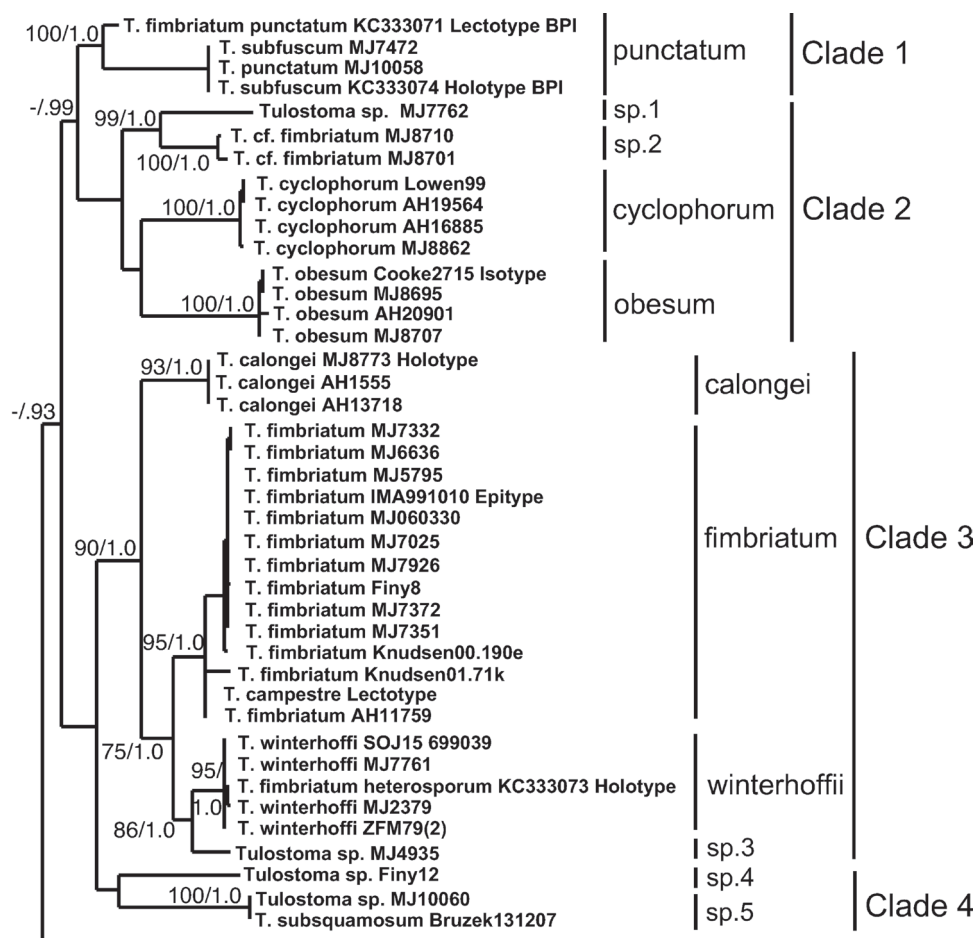 100/1.0
T. fimbriatum punctatum KC333071 Lectotype BPI
T. subfuscum MJ7472
T. punctatum MJ10058
T. subfuscum KC333074 Holotype BPI
punctatum
Clade 1
-/.99
99/1.0
Tulostoma sp. MJ7762
sp.1
T. cf. fimbriatum MJ8710
100/1.0
T. cf. fimbriatum MJ8701
sp.2
T. cyclophorum Lowen99
100/1.0
T. cyclophorum AH19564
T. cyclophorum AH16885
T. cyclophorum MJ8862
cyclophorum
Clade 2
T. obesum Cooke2715 Isotype
100/1.0
T. obesum MJ8695
T. obesum AH20901
T. obesum MJ8707
obesum
93/1.0
T. calongei MJ8773 Holotype
T. calongei AH1555
T. calongei AH13718
calongei
-/.93
T. fimbriatum MJ7332
T. fimbriatum MJ6636
T. fimbriatum MJ5795
T. fimbriatum IMA991010 Epitype
T. fimbriatum MJ060330
T. fimbriatum MJ7025
T. fimbriatum MJ7926
T. fimbriatum Finy8
T. fimbriatum MJ7372
T. fimbriatum MJ7351
T. fimbriatum Knudsen00.190e
T. fimbriatum Knudsen01.71k
T. campestre Lectotype
T. fimbriatum AH11759
fimbriatum
Clade 3
90/1.0
95/1.0
75/1.0
T. winterhoffi SOJ15 699039
T. winterhoffi MJ7761
T. fimbriatum heterosporum KC333073 Holotype
T. winterhoffi MJ2379
T. winterhoffi ZFM79(2)
winterhoffii
95/
1.0
86/1.0
Tulostoma sp. MJ4935
sp.3
Tulostoma sp. Finy12
sp.4
100/1.0
Tulostoma sp. MJ10060
T. subsquamosum Bruzek131207
sp.5
Clade 4